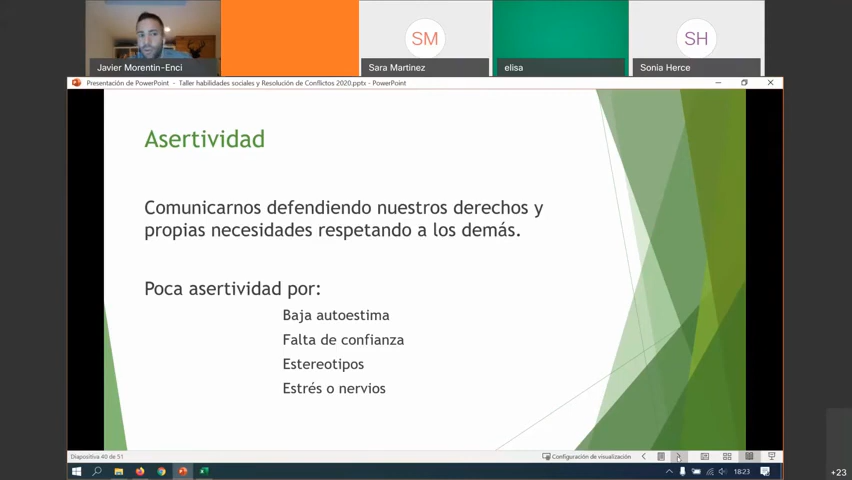 SM
SH
Javier Morentin-Enci
Sara Martinez
elisa
Sonia Herce
Presentación de PowerPoint - Taller habilidades sociales y Resolución de Conflictos 2020.pptx - PowerPoint
Asertividad
Comunicarnos defendiendo nuestros derechos y
propias necesidades respetando a los demás.
Poca asertividad por:
Baja autoestima
Falta de confianza
Estereotipos
Estrés o nervios
Diapositiva 40 de 51
Configuración de visualización
18:23
+23